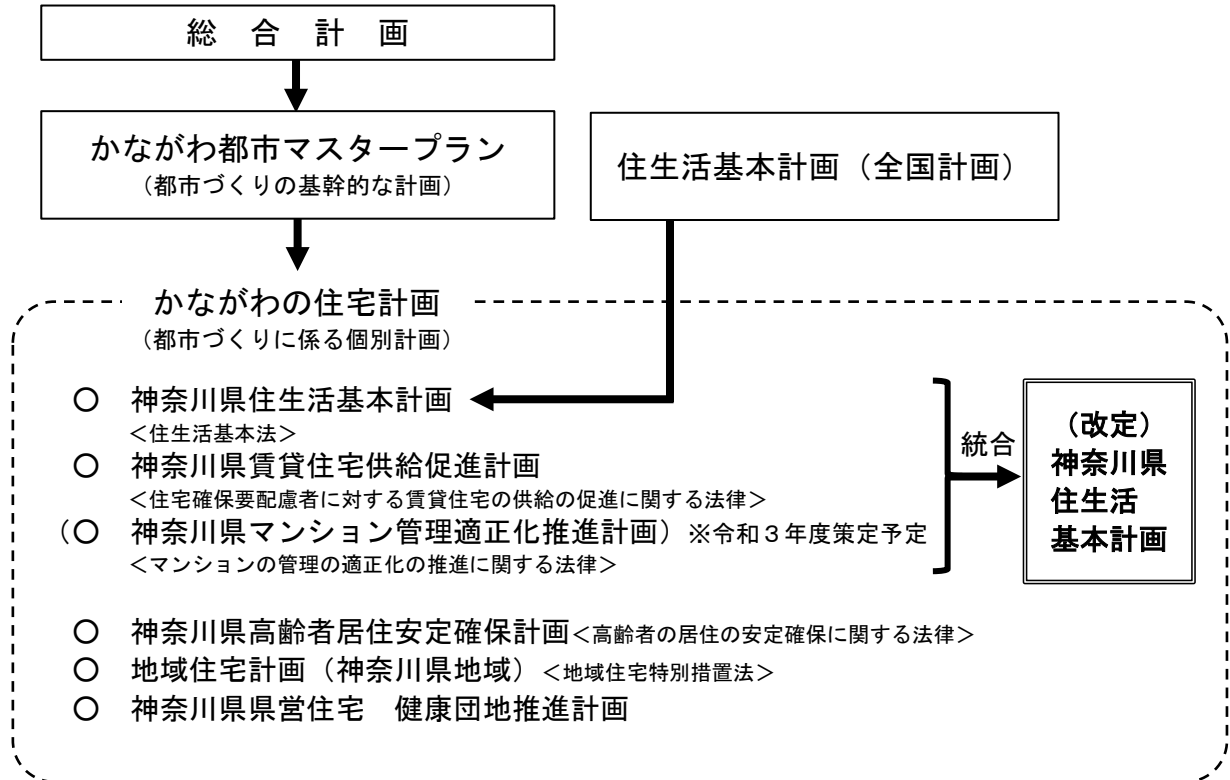 総 合 計 画
かながわ都市マスタープラン
（都市づくりの基幹的な計画）
住生活基本計画（全国計画）
かながわの住宅計画
（都市づくりに係る個別計画）
○ 神奈川県住生活基本計画
＜住生活基本法＞
○ 神奈川県賃貸住宅供給促進計画
＜住宅確保要配慮者に対する賃貸住宅の供給の促進に関する法律＞
（○ 神奈川県マンション管理適正化推進計画）※令和３年度策定予定
＜マンションの管理の適正化の推進に関する法律＞
統合
（改定）
神奈川県
住生活
基本計画
○ 神奈川県高齢者居住安定確保計画＜高齢者の居住の安定確保に関する法律＞
○ 地域住宅計画（神奈川県地域）＜地域住宅特別措置法＞
○ 神奈川県県営住宅 健康団地推進計画